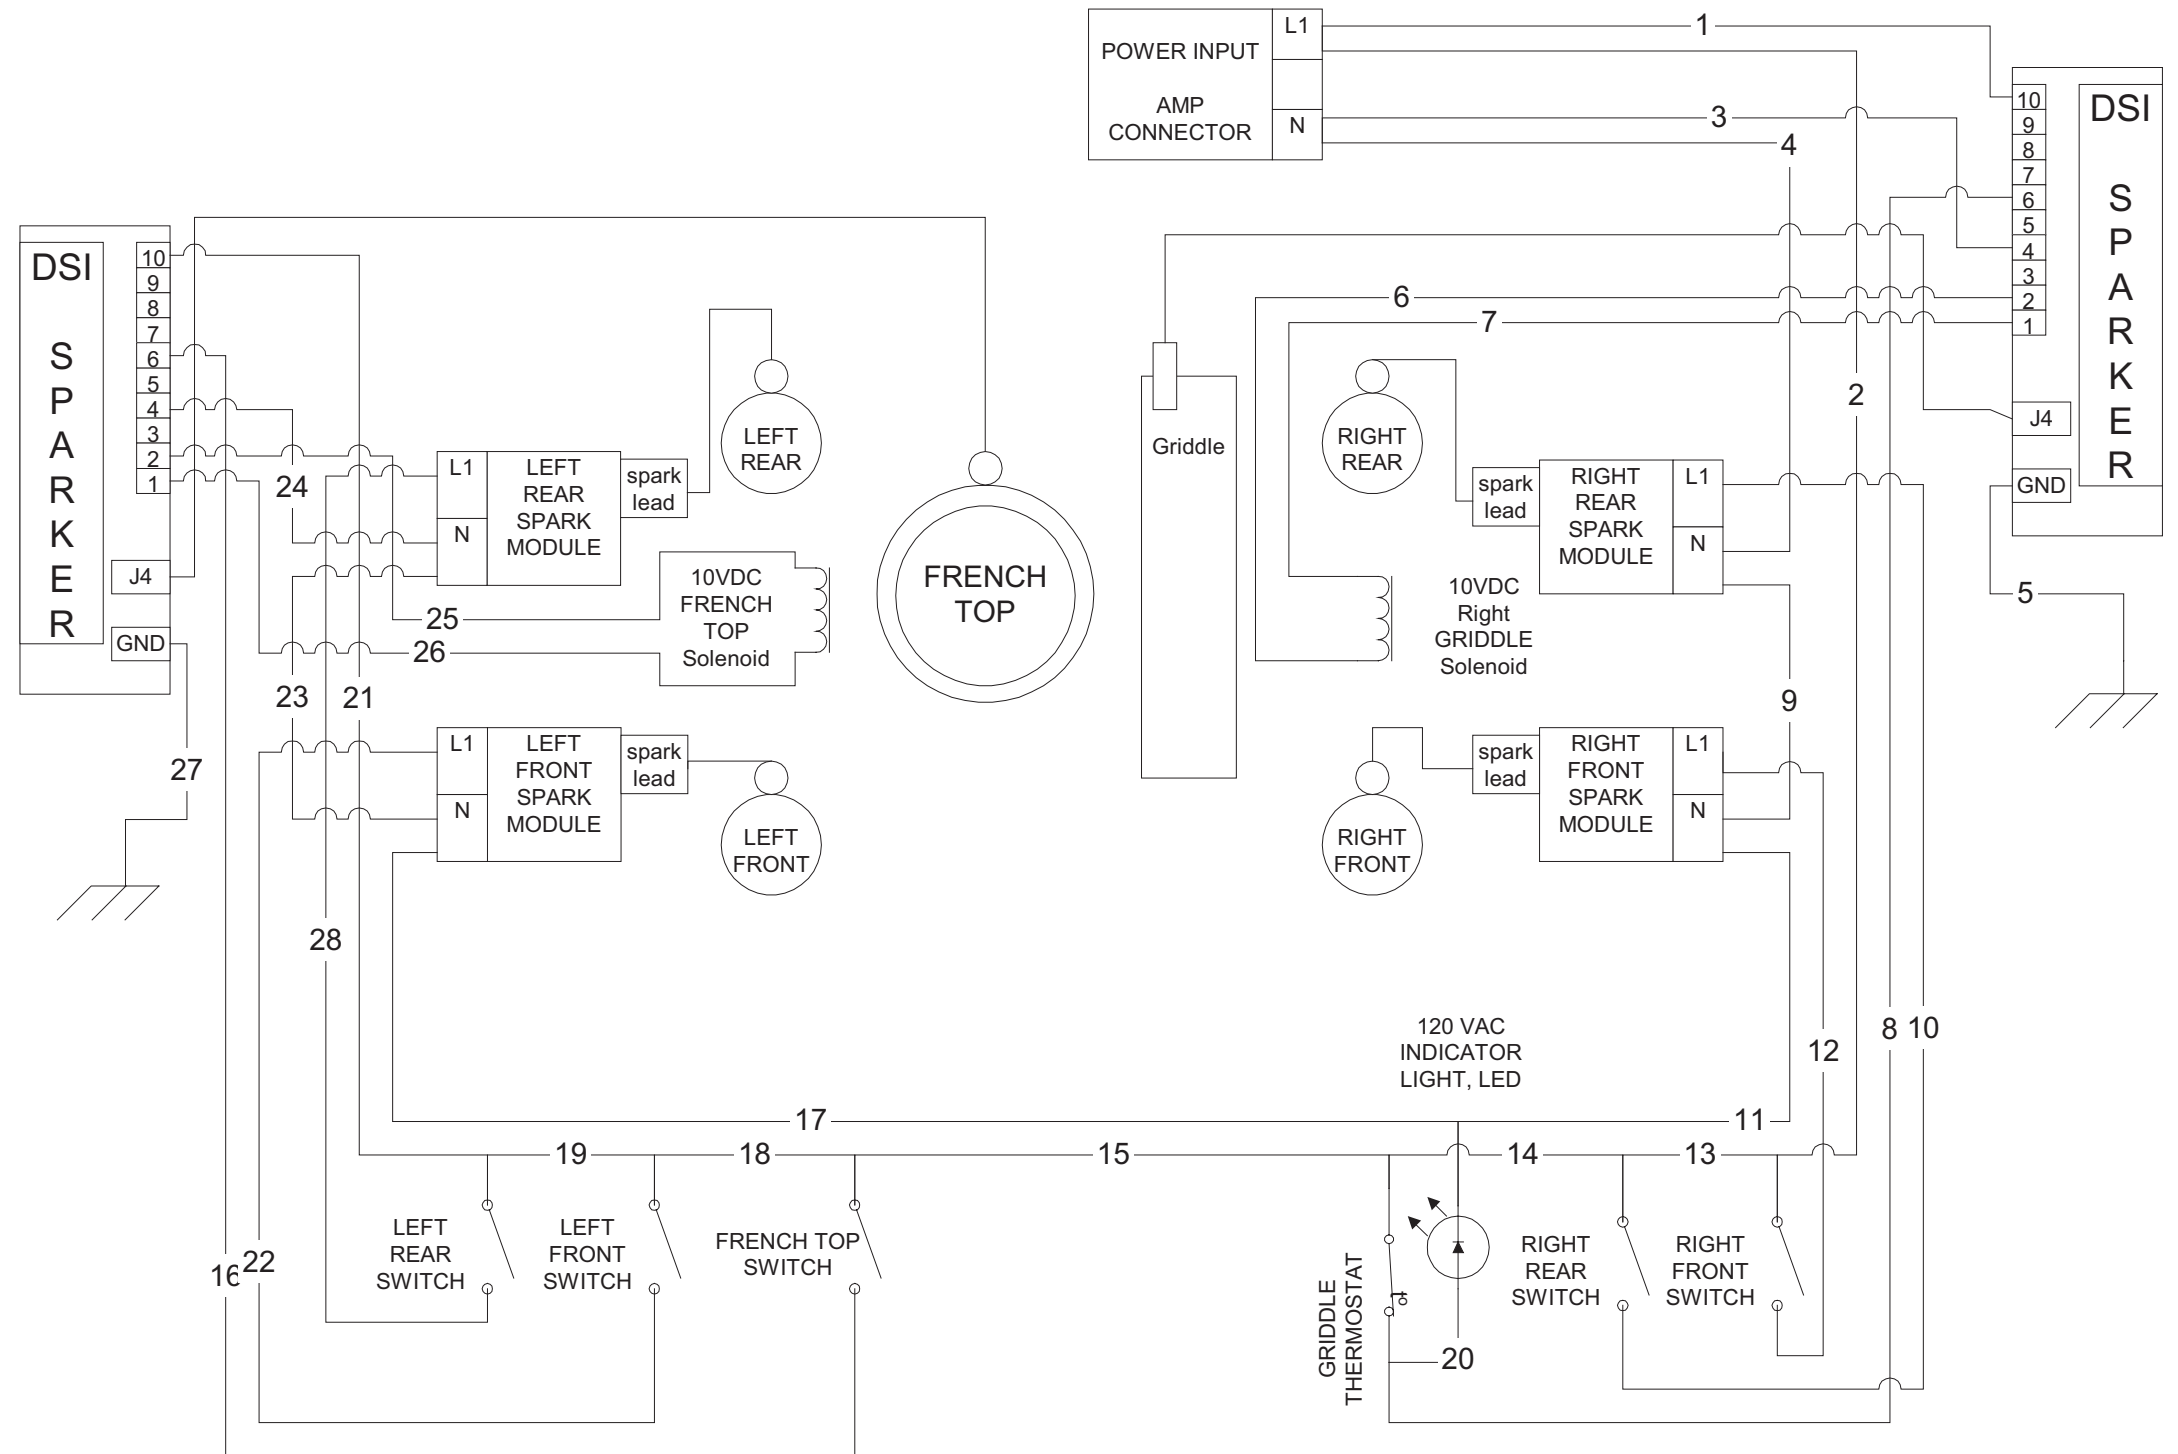 POWER INPUT
AMP
CONNECTOR
L1
N
1
3
4
2
DSI
S
P
A
R
K
E
R
10
9
8
7
6
5
4
3
2
1
J4
GND
5
DSI
S
P
A
R
K
E
R
10
9
8
7
6
5
4
3
2
1
J4
GND
6
7
24
L1
N
LEFT
REAR
SPARK
MODULE
spark
lead
LEFT
REAR
25
26
10VDC
FRENCH
TOP
Solenoid
FRENCH
TOP
Griddle
RIGHT
REAR
spark
lead
RIGHT
REAR
SPARK
MODULE
L1
N
10VDC
Right
GRIDDLE
Solenoid
23
21
9
27
L1
N
LEFT
FRONT
SPARK
MODULE
spark
lead
LEFT
FRONT
RIGHT
FRONT
spark
lead
RIGHT
FRONT
SPARK
MODULE
L1
N
28
120 VAC
INDICATOR
LIGHT, LED
8
10
12
17
11
19
18
15
14
13
16
22
LEFT
REAR
SWITCH
LEFT
FRONT
SWITCH
FRENCH TOP
SWITCH
GRIDDLE
THERMOSTAT
to
20
RIGHT
REAR
SWITCH
RIGHT
FRONT
SWITCH